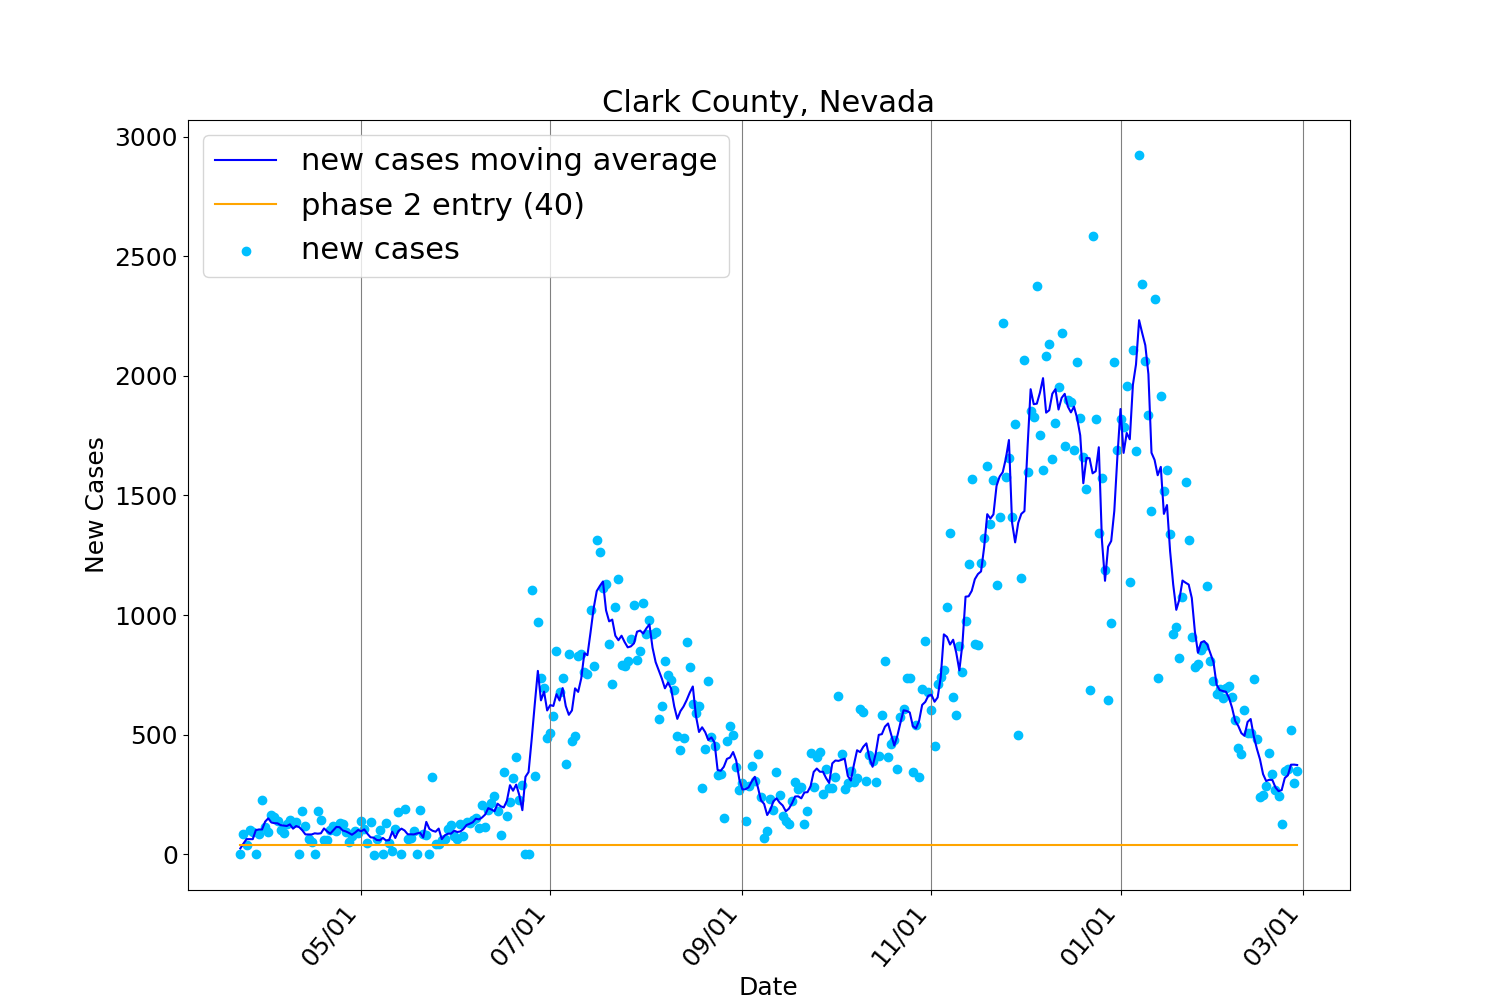 Clark County, Nevada
3000
2500
2000
1500
1000
500
0
New Cases
new cases moving average
phase 2 entry (40)
new cases
05/01
07/01
09/01
11/01
01/01
03/01
Date